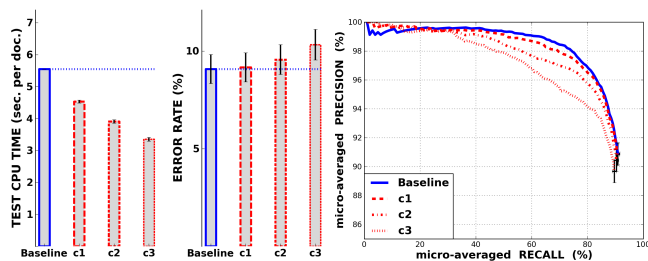 TEST CPU TIME (sec. per doc.)
7
6
5
4
3
2
1
Baseline c1 c2 c3
ERROR RATE (%)
10
5
Baseline c1 c2 c3
micro-averaged PRECISION (%)
100
98
96
94
92
90
88
86
Baseline
c1
c2
c3
0 20 40 60 80 100
micro-averaged RECALL (%)